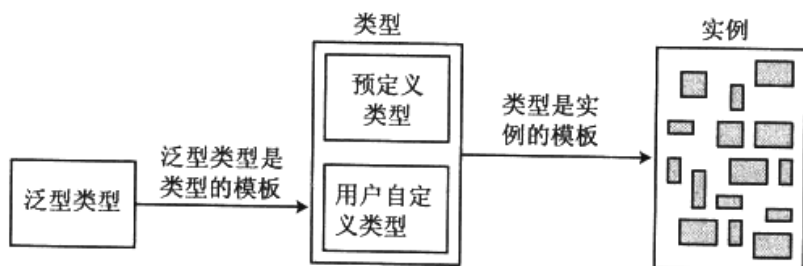 类型
实例
预定义
类型
类型是实
例的模板
泛型类型是
类型的模板
泛型类型
用户自定
义类型